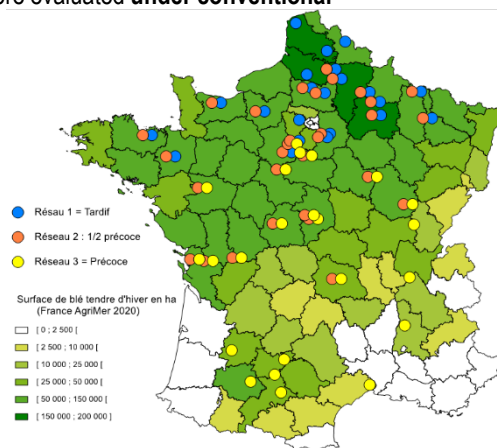 ore evaluated under conventional
Résau 1 = Tardif
Réseau 2 : 1/2 précoce
Réseau 3 = Précoce
Surface de blé tendre d'hiver en ha
(France AgriMer 2020)
[ 0 ; 2 500 [
[ 2 500 ; 10 000 [
[ 10 000 ; 25 000 [
[ 25 000 ; 50 000 [
[ 50 000 ; 150 000 [
[ 150 000 ; 200 000 [